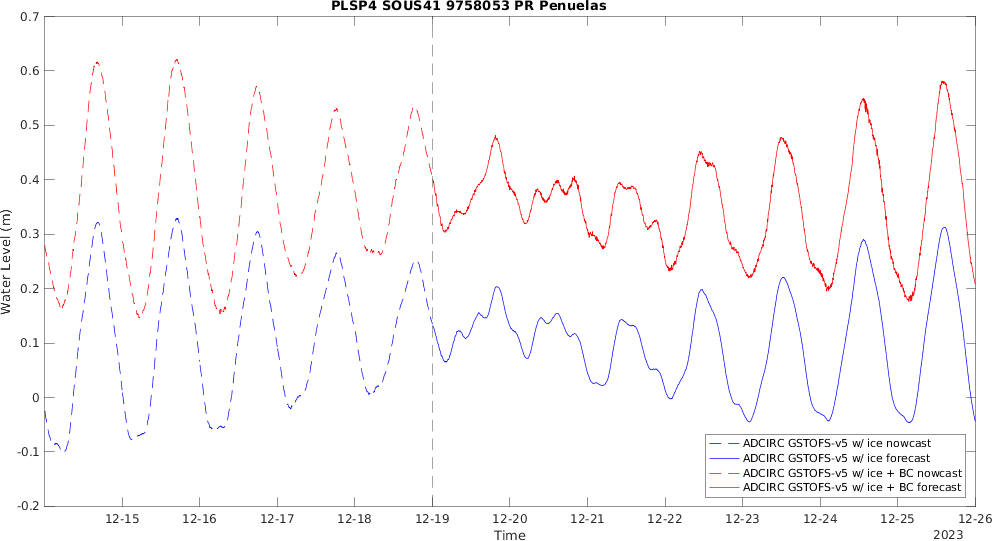 PLSP4 SOUS41 9758053 PR Penuelas
0.7
0.6
0.5
0.4
0.3
0.2
0.1
0
-0.1
-0.2
Water Level (m)
12-15 12-16 12-17 12-18 12-19 12-20 12-21 12-22 12-23 12-24 12-25 12-26
Time
2023
ADCIRC GSTOFS-v5 w/ ice nowcast
ADCIRC GSTOFS-v5 w/ ice forecast
ADCIRC GSTOFS-v5 w/ ice + BC nowcast
ADCIRC GSTOFS-v5 w/ ice + BC forecast